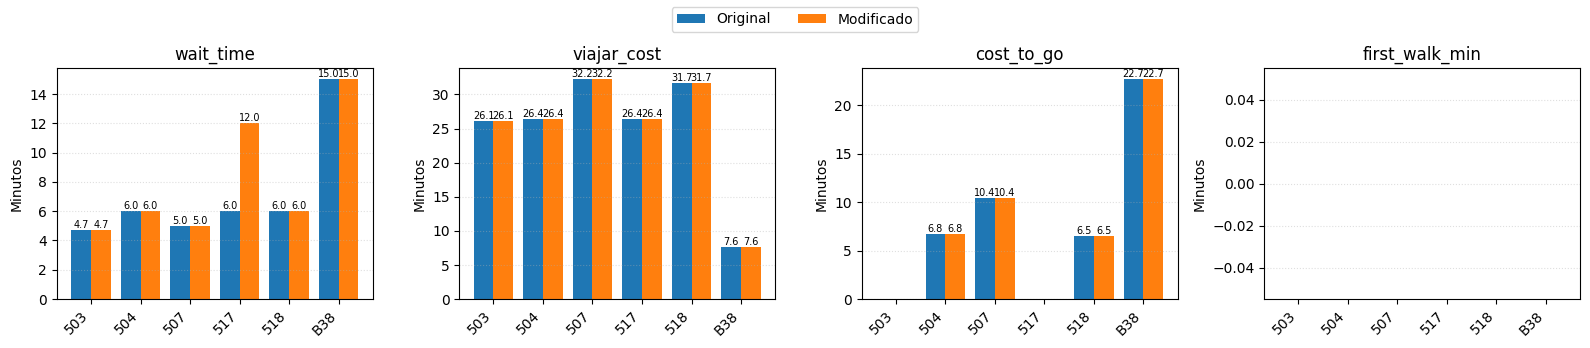 Original Modificado
wait_time
Minutos
14
12
10
8
6
4
2
0
4.7 4.7 6.0 6.0 5.0 5.0 6.0 12.0 6.0 6.0 15.0 15.0
503 504 507 517 518 B38
viajar_cost
Minutos
30
25
20
15
10
5
0
26.1 26.1 26.4 26.4 32.2 32.2 26.4 26.4 31.7 31.7 7.6 7.6
503 504 507 517 518 B38
cost_to_go
Minutos
20
15
10
5
0
6.8 6.8 10.4 10.4 6.5 6.5 22.7 22.7
503 504 507 517 518 B38
first_walk_min
Minutos
0.04
0.02
0.00
−0.02
−0.04
503 504 507 517 518 B38